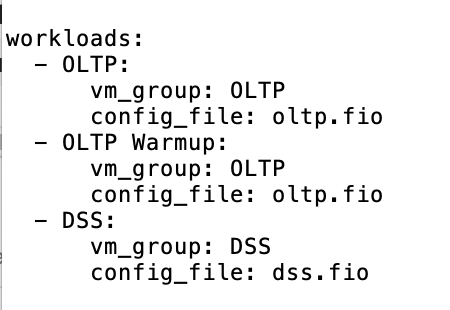 workloads:
  - OLTP:
      vm_group: OLTP
      config_file: oltp.fio
  - OLTP Warmup:
      vm_group: OLTP
      config_file: oltp.fio
  - DSS:
      vm_group: DSS
      config_file: dss.fio